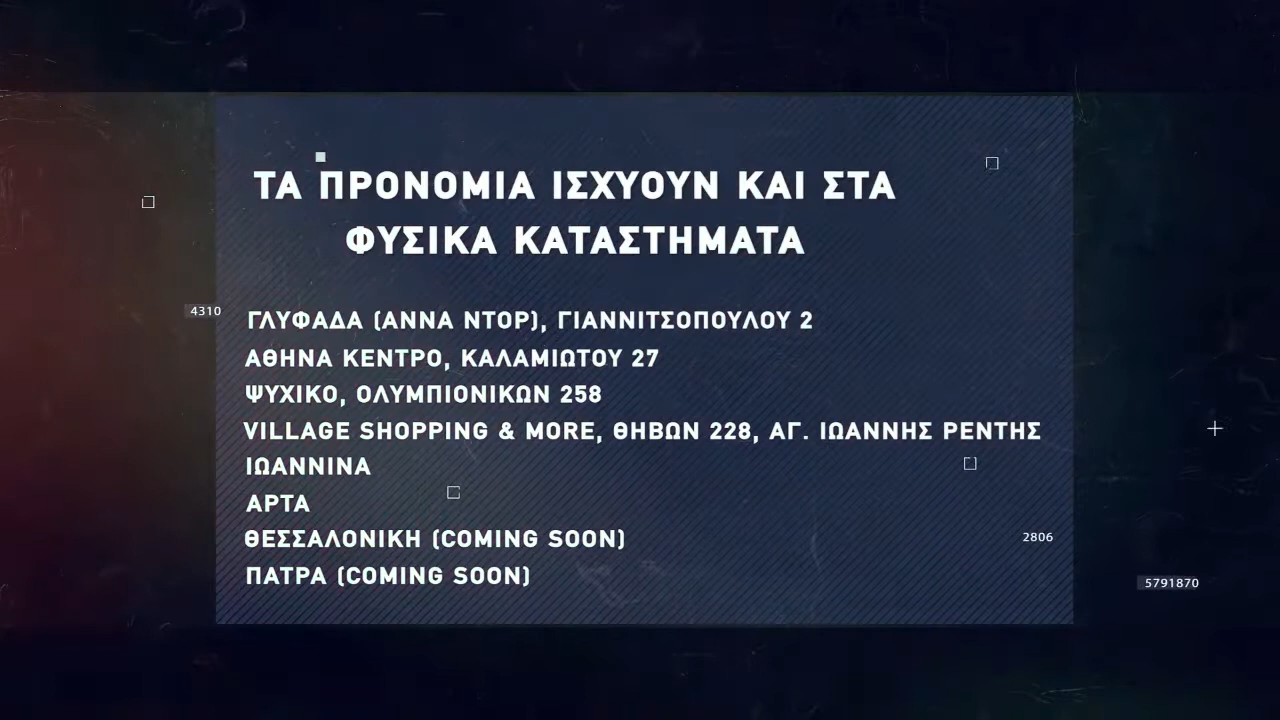 ΤΑ ΠΡΟΝΟΜΙΑ ΙΣΧΥΟΥΝ ΚΑΙ ΣΤΑ
ΦΥΣΙΚΑ ΚΑΤΑΣΤΗΜΑΤΑ
4310
ΓΛΥΦΑΔΑ (ΑΝΝΑ ΝΤΟΡ), ΓΙΑΝΝΙΤΣΟΠΟΥΛΟΥ 2
ΑΘΗΝΑ ΚΕΝΤΡΟ, ΚΑΛΑΜΙΩΤΟΥ 27
ΨΥΧΙΚΟ, ΟΛΥΜΠΙΟΝΙΚΩΝ 258
VILLAGE SHOPPING & MORE, ΘΗΒΩΝ 228, ΑΓ. ΙΩΑΝΝΗΣ ΡΕΝΤΗΣ
ΙΩΑΝΝΙΝΑ
ΑΡΤΑ
ΘΕΣΣΑΛΟΝΙΚΗ (COMING SOON)
2806
ΠΑΤΡΑ (COMING SOON)
5791870